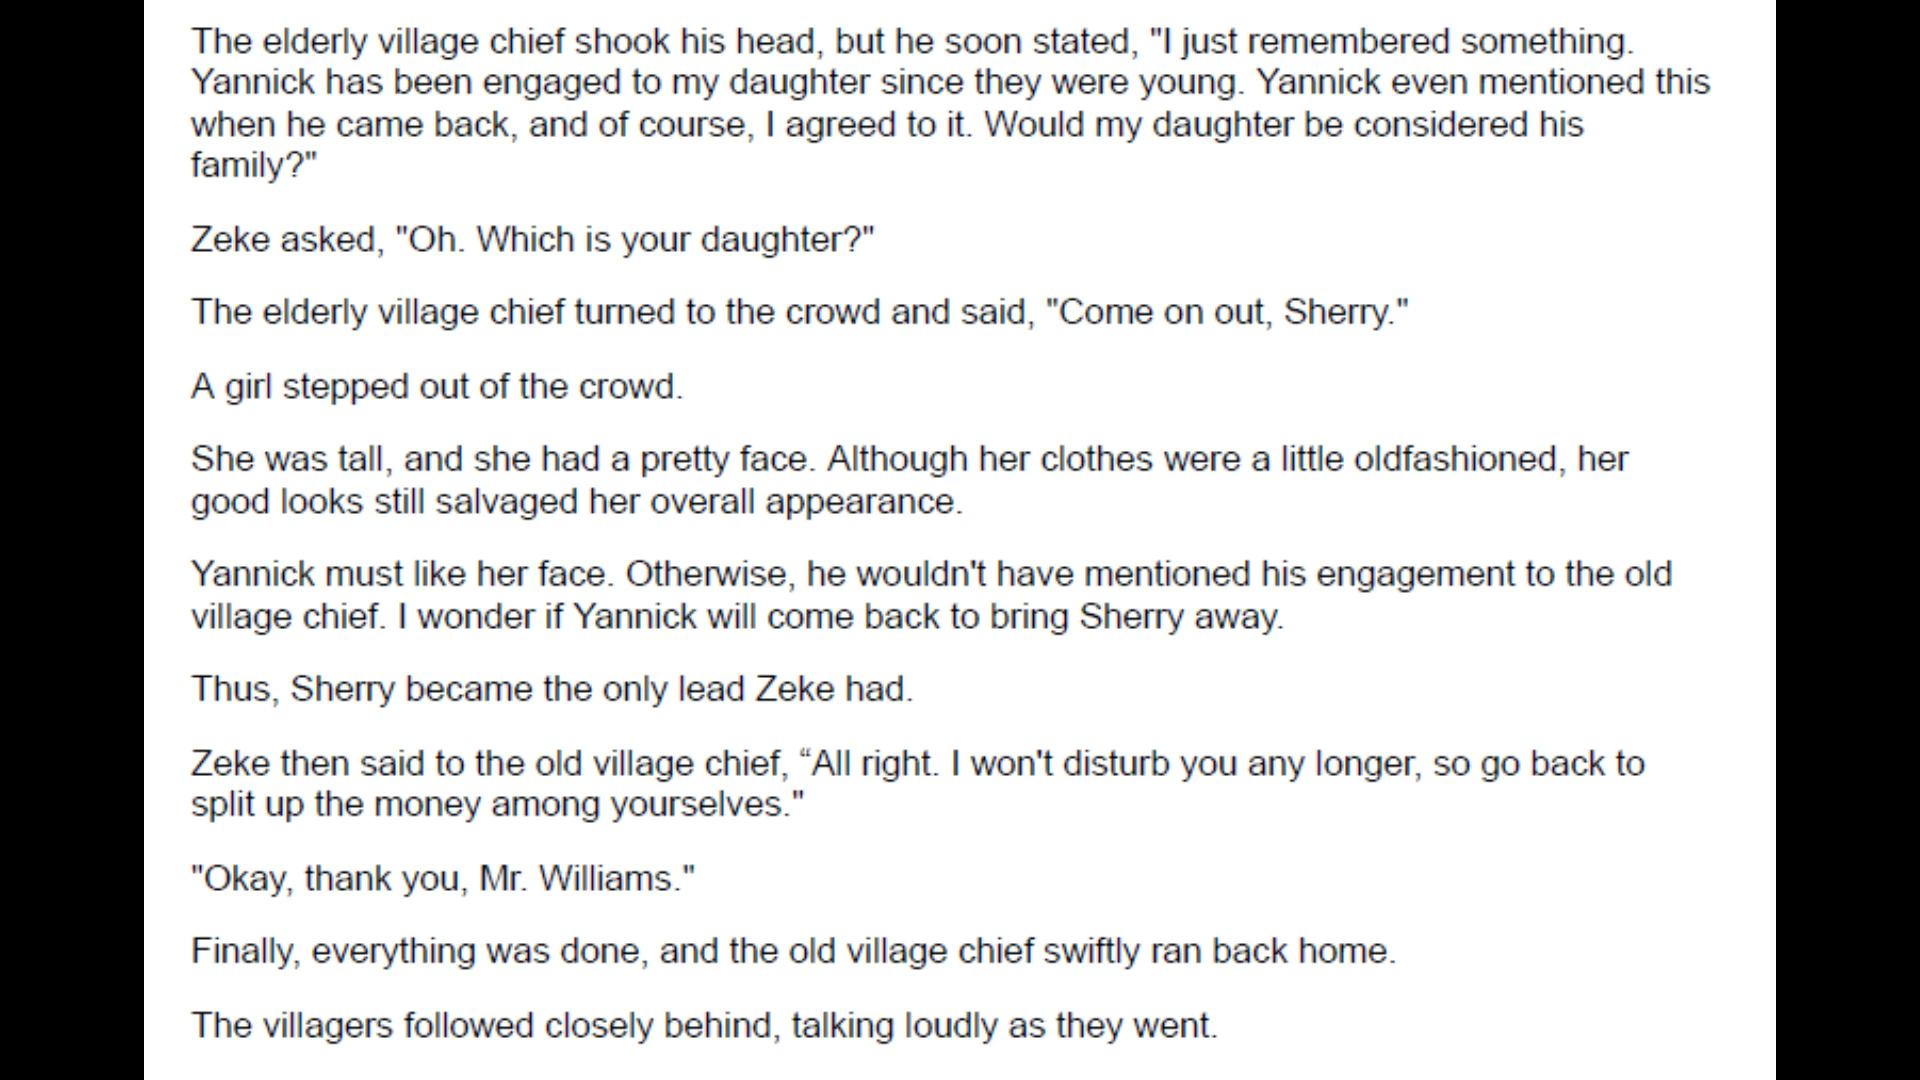 The elderly village chief shook his head, but he soon stated, "I just remembered something.
Yannick has been engaged to my daughter since they were young. Yannick even mentioned this
when he came back, and of course, I agreed to it. Would my daughter be considered his
family?"
Zeke asked, "Oh. Which is your daughter?"
The elderly village chief turned to the crowd and said, "Come on out, Sherry."
A girl stepped out of the crowd.
She was tall, and she had a pretty face. Although her clothes were a little oldfashioned, her
good looks still salvaged her overall appearance.
Yannick must like her face. Otherwise, he wouldn't have mentioned his engagement to the old
village chief. I wonder if Yannick will come back to bring Sherry away.
Thus, Sherry became the only lead Zeke had.
Zeke then said to the old village chief, “All right. I won't disturb you any longer, so go back to
split up the money among yourselves."
"Okay, thank you, Mr. Williams."
Finally, everything was done, and the old village chief swiftly ran back home.
The villagers followed closely behind, talking loudly as they went.